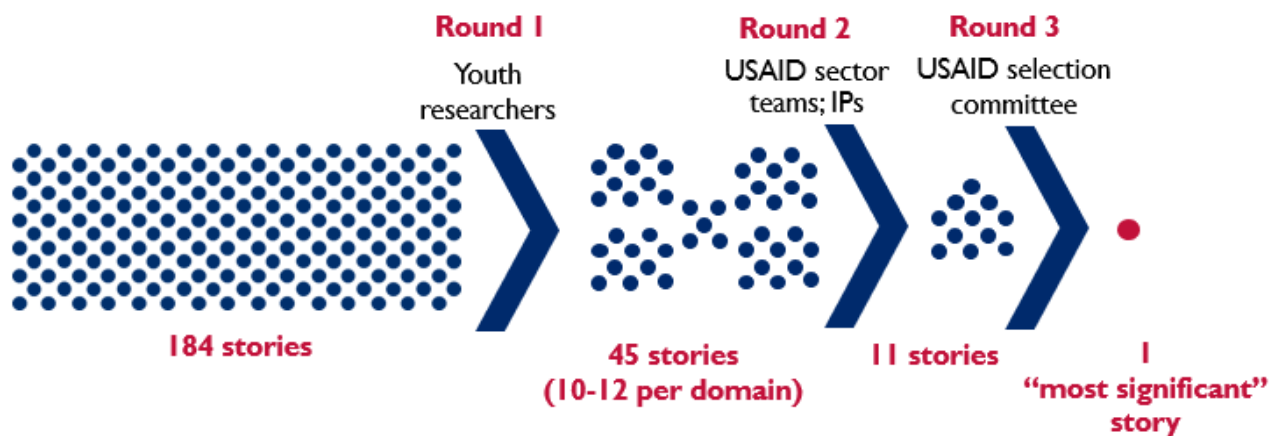 Round 1
Youth
researchers
Round 2
USAID sector
teams; IPs
Round 3
USAID selection
committee
184 stories
45 stories
(10-12 per domain)
11 stories
1
“most significant”
story